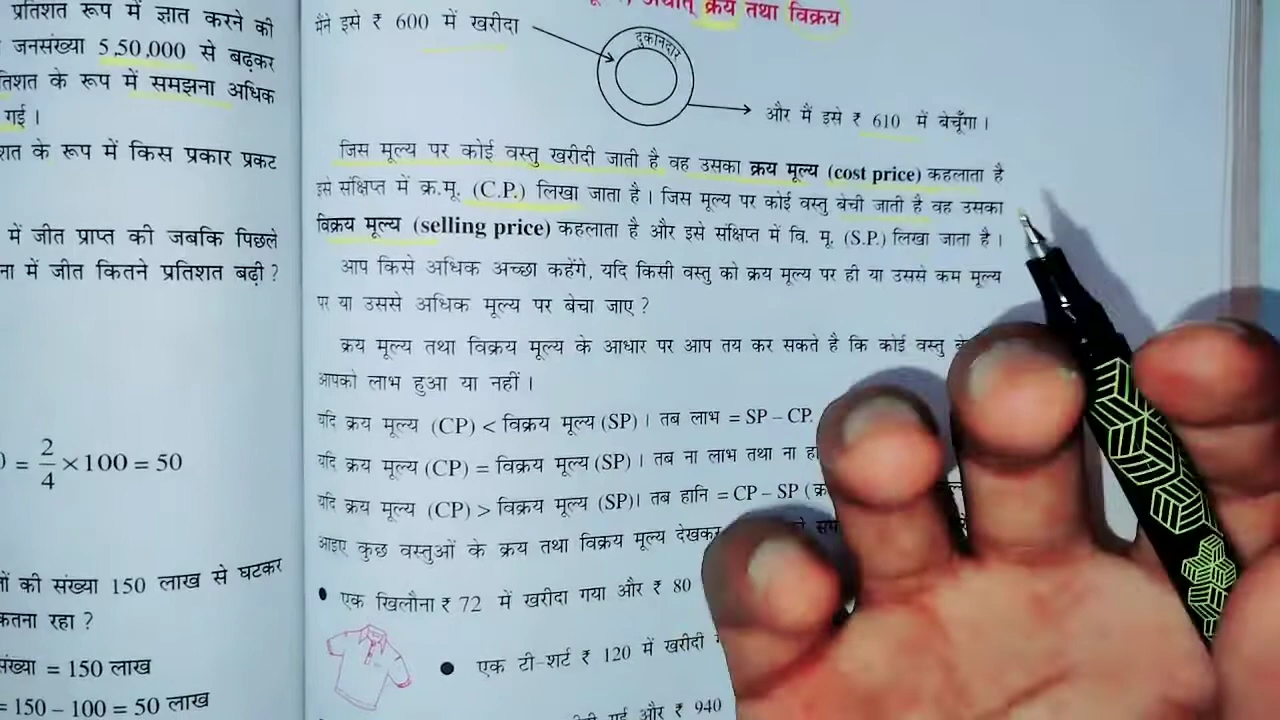 प्रतिशत रूप में ज्ञात करने की
जनसंख्या 5,50,000 से बढ़कर
तिशत के रूप में समझना अधिक
गई ।
शत के रूप में किस प्रकार प्रकट
में जीत प्राप्त की जबकि पिछले
ना में जीत कितने प्रतिशत बढ़ी ?
) = 2/4 × 100 = 50
ों की संख्या 150 लाख से घटकर
कतना रहा ?
संख्या = 150 लाख
= 150 – 100 = 50 लाख
अर्थात् क्रय तथा विक्रय
मैंने इसे ₹ 600 में खरीदा
दुकानदार
और मैं इसे ₹ 610 में बेचूँगा ।
जिस मूल्य पर कोई वस्तु खरीदी जाती है वह उसका क्रय मूल्य (cost price) कहलाता है
इसे संक्षिप्त में क्र.मू. (C.P.) लिखा जाता है । जिस मूल्य पर कोई वस्तु बेची जाती है वह उसका
विक्रय मूल्य (selling price) कहलाता है और इसे संक्षिप्त में वि. मू. (S.P.) लिखा जाता है ।
आप किसे अधिक अच्छा कहेंगे, यदि किसी वस्तु को क्रय मूल्य पर ही या उससे कम मूल्य
पर या उससे अधिक मूल्य पर बेचा जाए ?
क्रय मूल्य तथा विक्रय मूल्य के आधार पर आप तय कर सकते है कि कोई वस्तु
आपको लाभ हुआ या नहीं ।
यदि क्रय मूल्य (CP) < विक्रय मूल्य (SP) । तब लाभ = SP – CP.
यदि क्रय मूल्य (CP) = विक्रय मूल्य (SP) । तब ना लाभ तथा ना
यदि क्रय मूल्य (CP) > विक्रय मूल्य (SP)। तब हानि = CP – SP (
आइए कुछ वस्तुओं के क्रय तथा विक्रय मूल्य देखकर
• एक खिलौना ₹ 72 में खरीदा गया और ₹ 80
• एक टी-शर्ट ₹ 120 में खरीदी
गई और ₹ 940